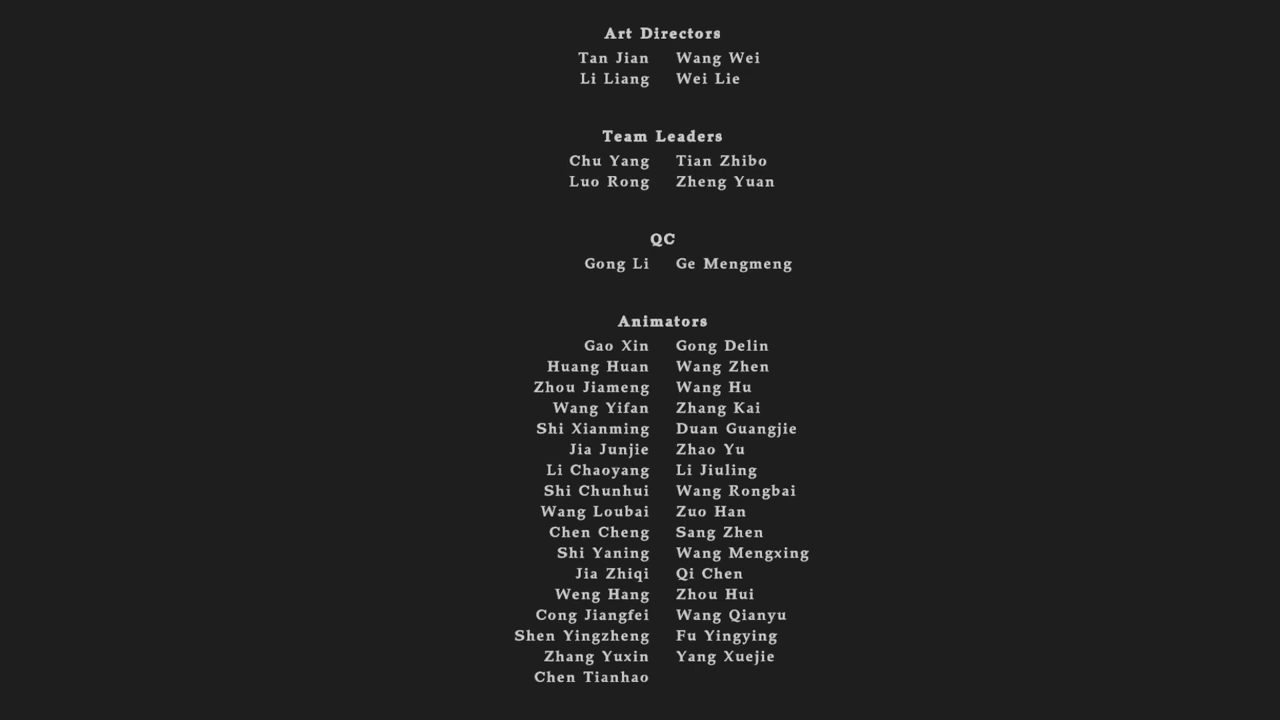 Art Directors
Tan Jian Wang Wei
Li Liang Wei Lie
Team Leaders
Chu Yang Tian Zhibo
Luo Rong Zheng Yuan
QC
Gong Li Ge Mengmeng
Animators
Gao Xin Gong Delin
Huang Huan Wang Zhen
Zhou Jiameng Wang Hu
Wang Yifan Zhang Kai
Shi Xianming Duan Guangjie
Jia Junjie Zhao Yu
Li Chaoyang Li Jiuling
Shi Chunhui Wang Rongbai
Wang Loubai Zuo Han
Chen Cheng Sang Zhen
Shi Yaning Wang Mengxing
Jia Zhiqi Qi Chen
Weng Hang Zhou Hui
Cong Jiangfei Wang Qianyu
Shen Yingzheng Fu Yingying
Zhang Yuxin Yang Xuejie
Chen Tianhao